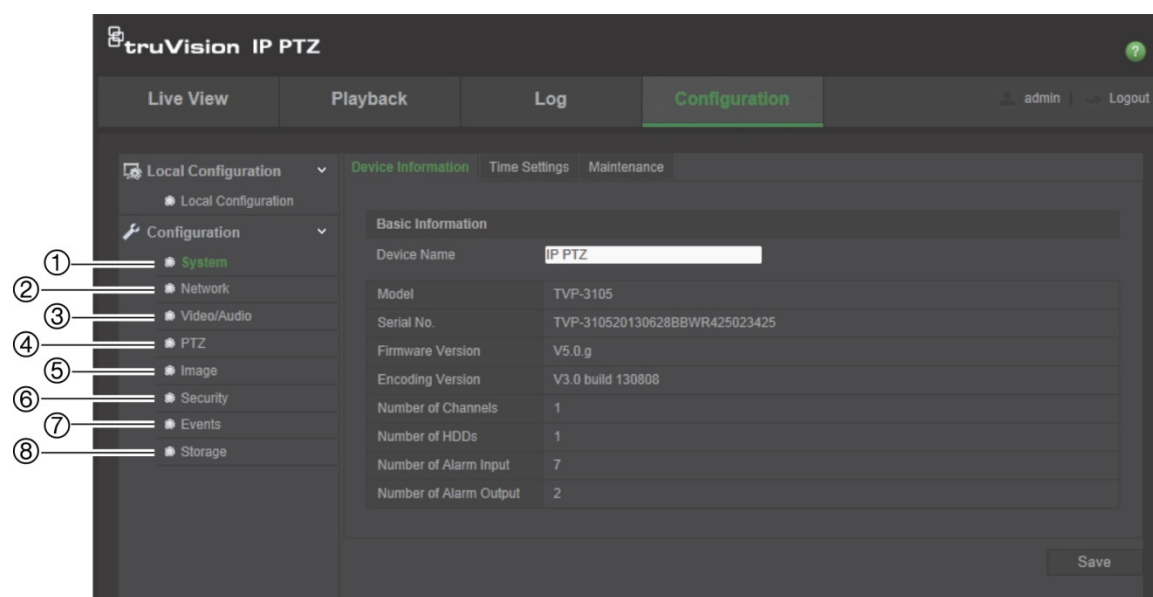 truVision IP PTZ
?
Live View Playback Log Configuration admin | Logout
Local Configuration
Local Configuration
Configuration
① System
② Network
③ Video/Audio
④ PTZ
⑤ Image
⑥ Security
⑦ Events
⑧ Storage
Device Information Time Settings Maintenance
Basic Information
Device Name IP PTZ
Model TVP-3105
Serial No. TVP-310520130628BBWR425023425
Firmware Version V5.0.g
Encoding Version V3.0 build 130808
Number of Channels 1
Number of HDDs 1
Number of Alarm Input 7
Number of Alarm Output 2
Save